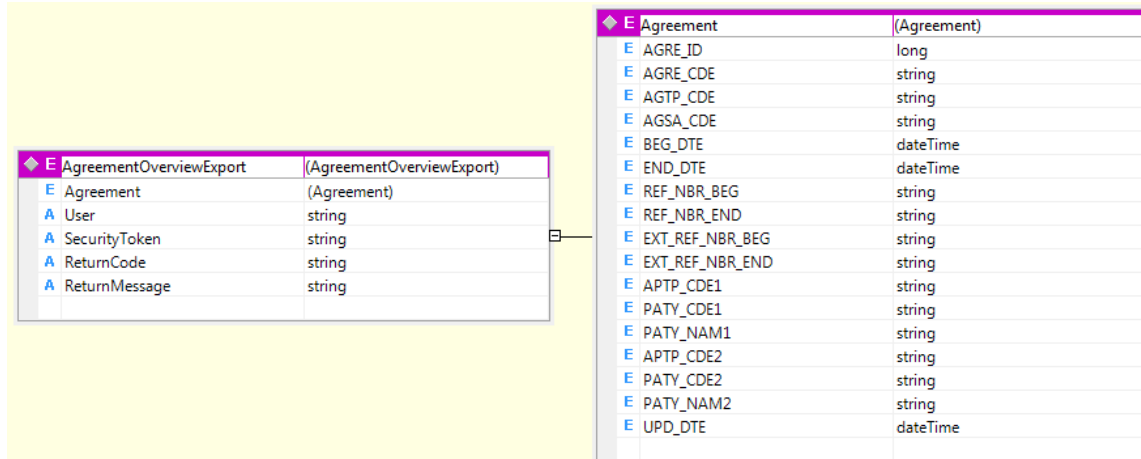 E AgreementOverviewExport (AgreementOverviewExport)
E Agreement (Agreement)
A User string
A SecurityToken string
A ReturnCode string
A ReturnMessage string
E Agreement (Agreement)
E AGRE_ID long
E AGRE_CDE string
E AGTP_CDE string
E AGSA_CDE string
E BEG_DTE dateTime
E END_DTE dateTime
E REF_NBR_BEG string
E REF_NBR_END string
E EXT_REF_NBR_BEG string
E EXT_REF_NBR_END string
E APTP_CDE1 string
E PATY_CDE1 string
E PATY_NAM1 string
E APTP_CDE2 string
E PATY_CDE2 string
E PATY_NAM2 string
E UPD_DTE dateTime